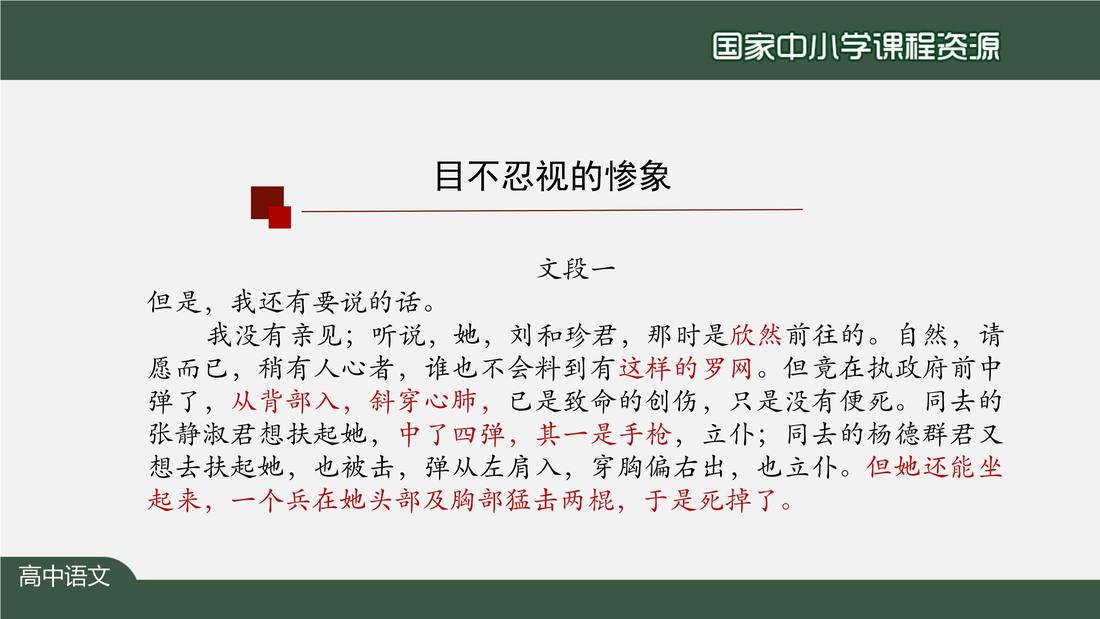 国家中小学课程资源
目不忍视的惨象
文段一
但是，我还有要说的话。
我没有亲见；听说，她，刘和珍君，那时是欣然前往的。自然，请
愿而已，稍有人心者，谁也不会料到有这样的罗网。但竟在执政府前中
弹了，从背部入，斜穿心肺，已是致命的创伤，只是没有便死。同去的
张静淑君想扶起她，中了四弹，其一是手枪，立仆；同去的杨德群君又
想去扶起她，也被击，弹从左肩入，穿胸偏右出，也立仆。但她还能坐
起来，一个兵在她头部及胸部猛击两棍，于是死掉了。
高中语文